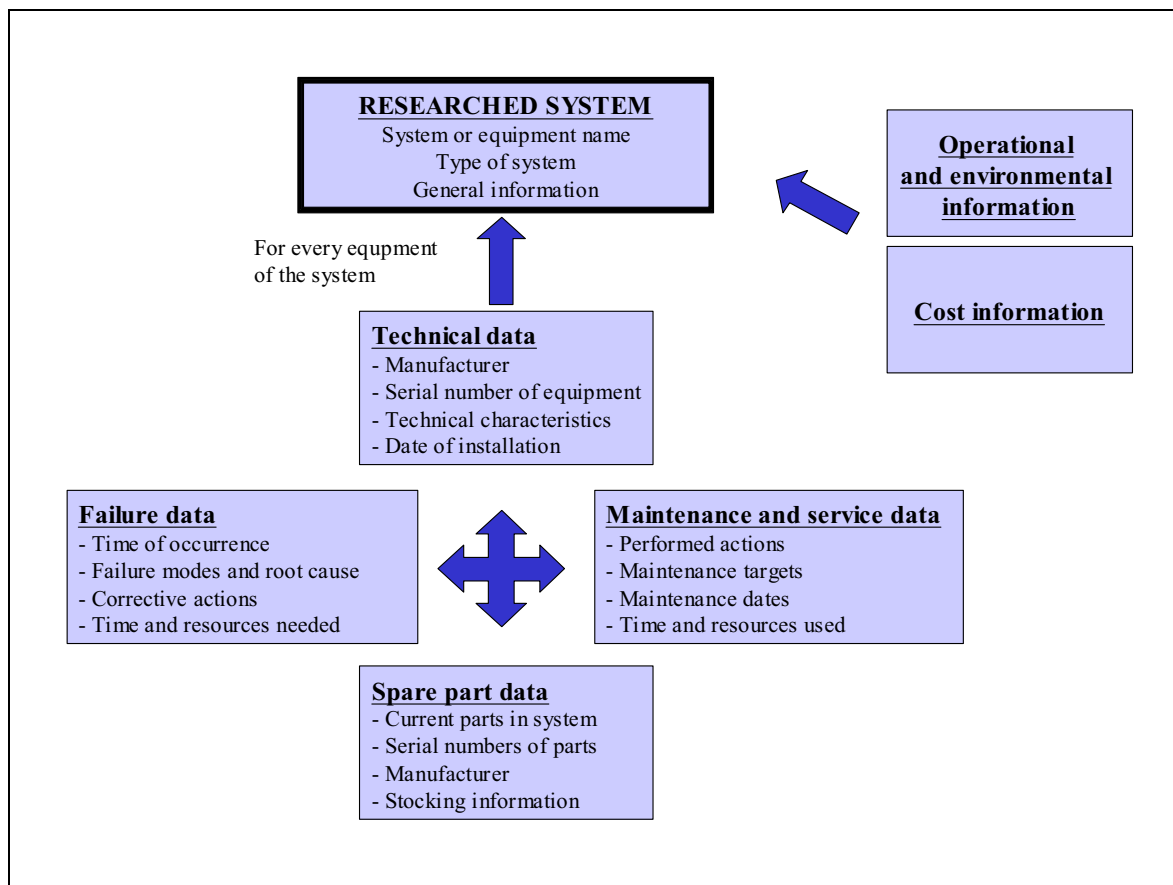 RESEARCHED SYSTEM
System or equipment name
Type of system
General information
Operational
and environmental
information
Cost information
For every equpment
of the system
Technical data
- Manufacturer
- Serial number of equipment
- Technical characteristics
- Date of installation
Failure data
- Time of occurrence
- Failure modes and root cause
- Corrective actions
- Time and resources needed
Maintenance and service data
- Performed actions
- Maintenance targets
- Maintenance dates
- Time and resources used
Spare part data
- Current parts in system
- Serial numbers of parts
- Manufacturer
- Stocking information